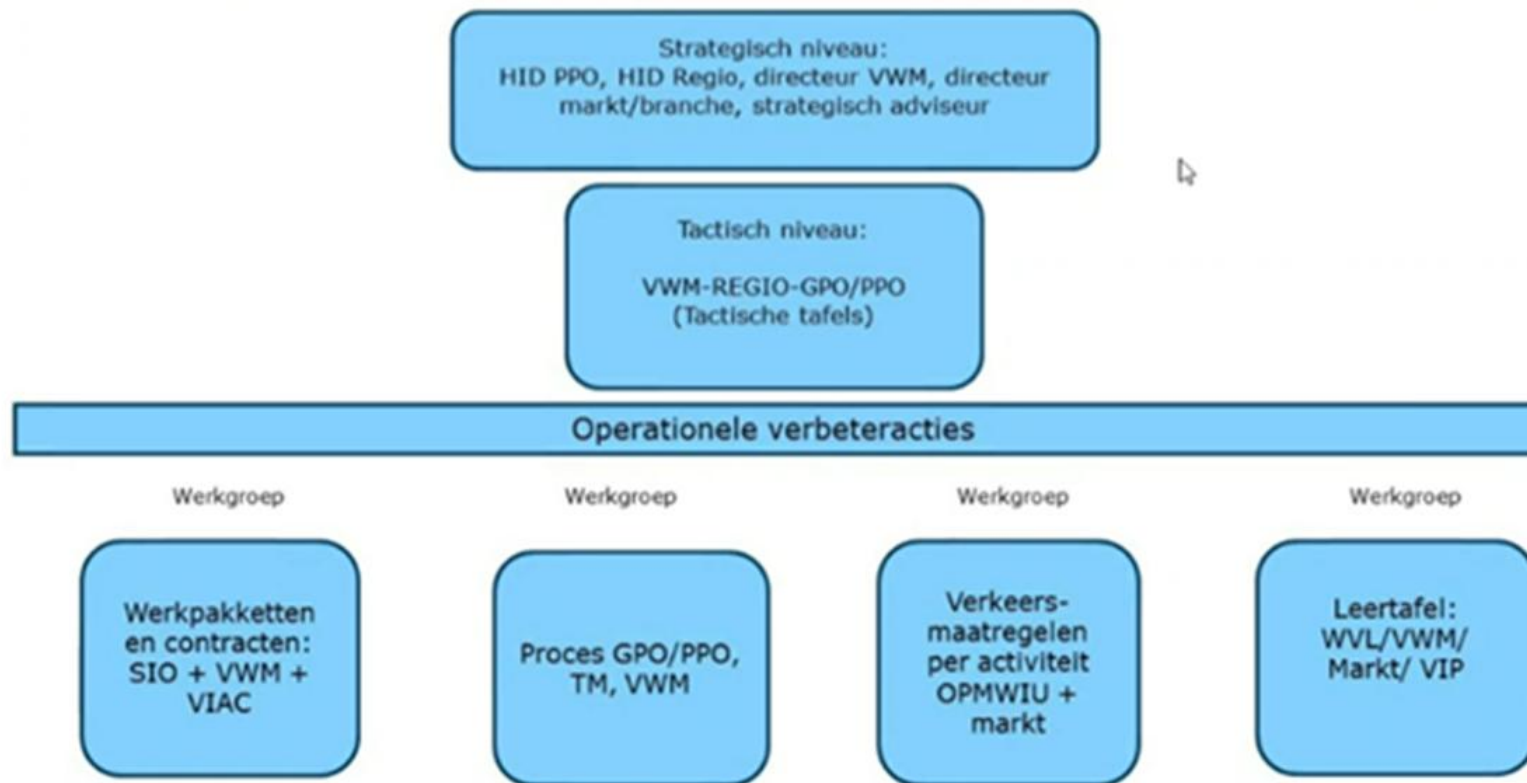 Strategisch niveau:
HID PPO, HID Regio, directeur VWM, directeur
markt/branche, strategisch adviseur
Tactisch niveau:
VWM-REGIO-GPO/PPO
(Tactische tafels)
Operationele verbeteracties
Werkgroep
Werkgroep
Werkgroep
Werkgroep
Werkpakketten
en contracten:
SIO + VWM +
VIAC
Proces GPO/PPO,
TM, VWM
Verkeers-
maatregelen
per activiteit
OPMWIU +
markt
Leertafel:
WVL/VWM/
Markt/ VIP